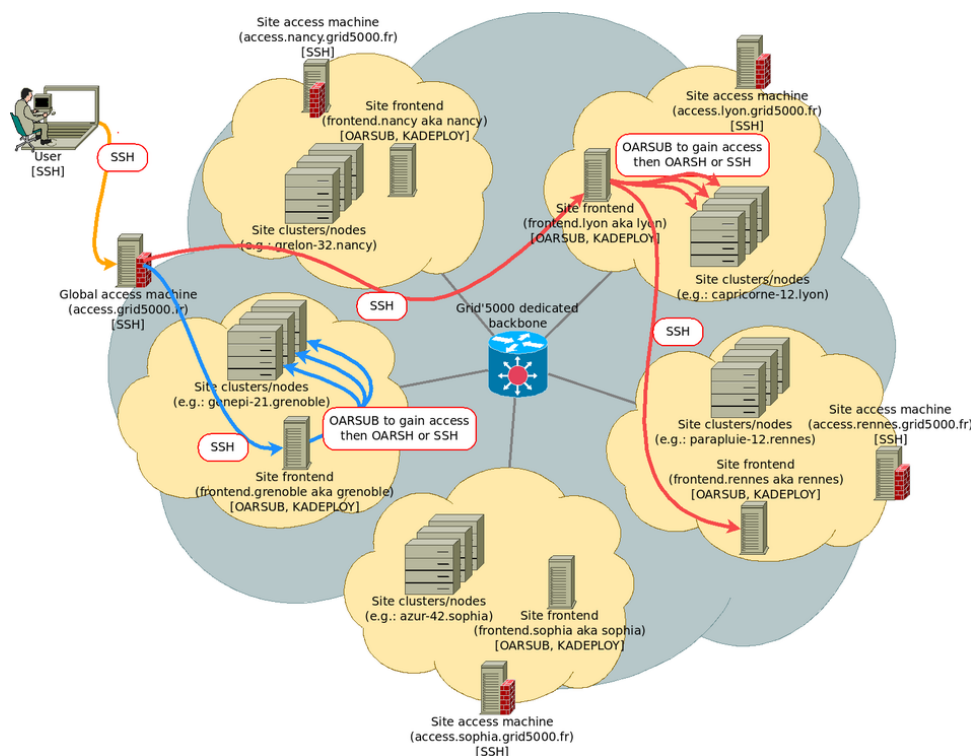 Site access machine
(access.nancy.grid5000.fr)
[SSH]
Site frontend
(frontend.nancy aka nancy)
[OARSUB, KADEPLOY]
Site clusters/nodes
(e.g.: grelon-32.nancy)
User
[SSH]
SSH
Global access machine
(access.grid5000.fr)
[SSH]
Site access machine
(access.lyon.grid5000.fr)
[SSH]
OARSUB to gain access
then OARSH or SSH
Site frontend
(frontend.lyon aka lyon)
[OARSUB, KADEPLOY]
Site clusters/nodes
(e.g.: capricorne-12.lyon)
SSH
Grid'5000 dedicated
backbone
SSH
Site clusters/nodes
(e.g.: genepi-21.grenoble)
OARSUB to gain access
then OARSH or SSH
SSH
Site frontend
(frontend.grenoble aka grenoble)
[OARSUB, KADEPLOY]
Site clusters/nodes
(e.g.: parapluie-12.rennes)
Site access machine
(access.rennes.grid5000.fr)
[SSH]
Site frontend
(frontend.rennes aka rennes)
[OARSUB, KADEPLOY]
Site clusters/nodes
(e.g.: azur-42.sophia)
Site frontend
(frontend.sophia aka sophia)
[OARSUB, KADEPLOY]
Site access machine
(access.sophia.grid5000.fr)
[SSH]